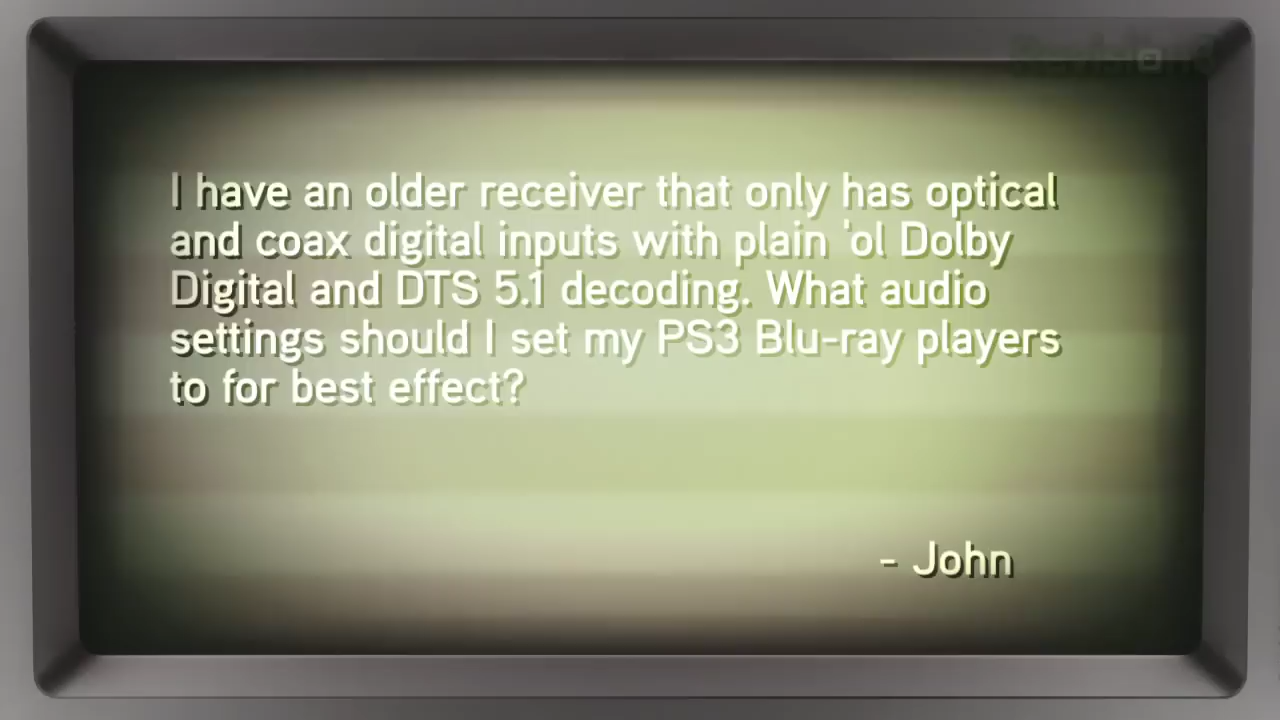 I have an older receiver that only has optical
and coax digital inputs with plain 'ol Dolby
Digital and DTS 5.1 decoding. What audio
settings should I set my PS3 Blu-ray players
to for best effect?
- John